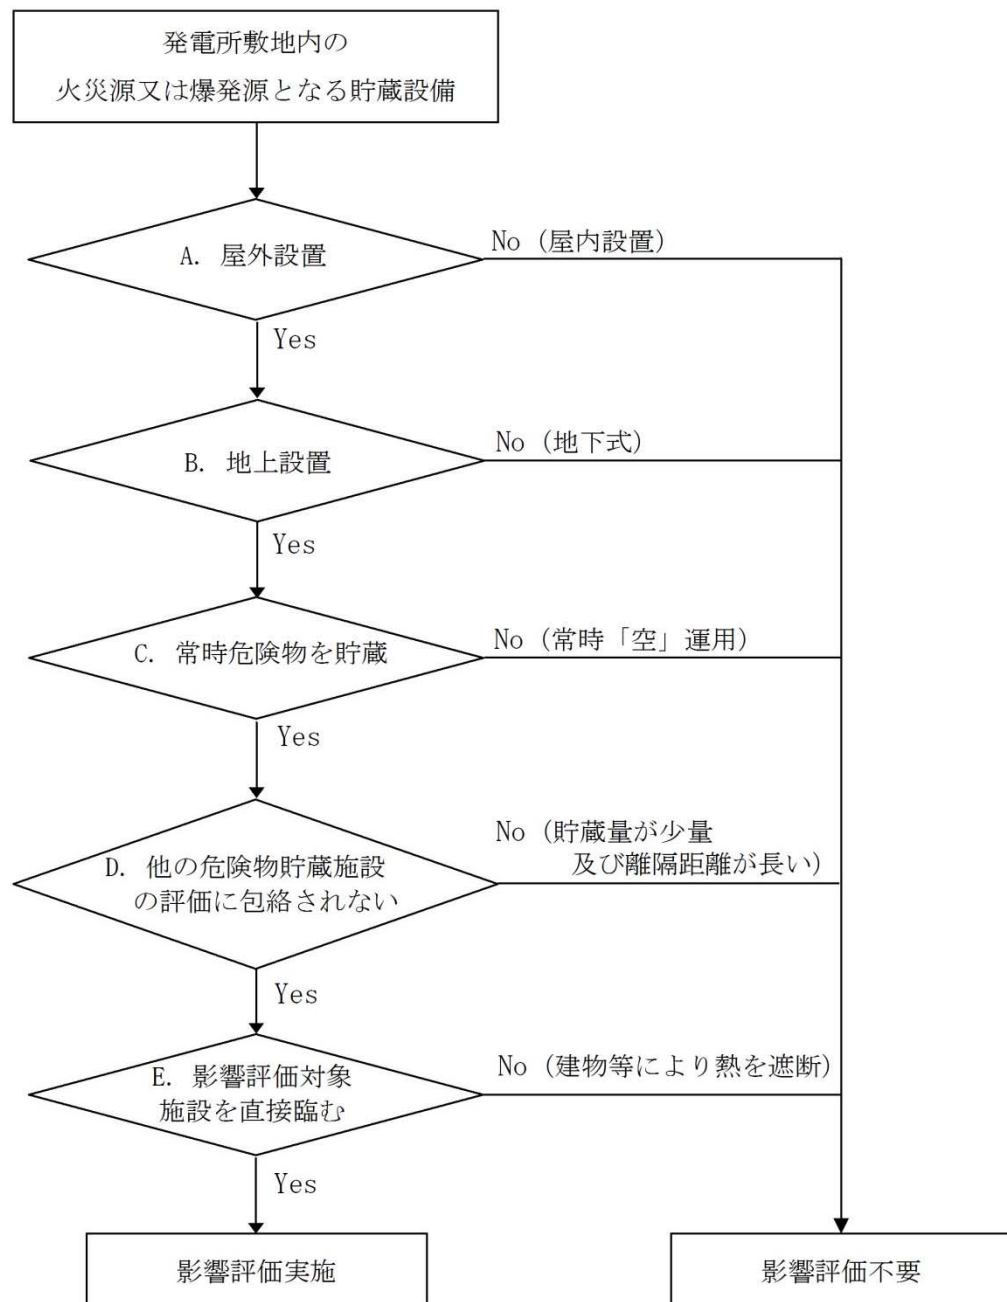 発電所敷地内の
火災源又は爆発源となる貯蔵設備
A. 屋外設置
No (屋内設置)
Yes
B. 地上設置
No (地下式)
Yes
C. 常時危険物を貯蔵
No (常時「空」運用)
Yes
D. 他の危険物貯蔵施設
の評価に包絡されない
No (貯蔵量が少量
及び離隔距離が長い)
Yes
E. 影響評価対象
施設を直接臨む
No (建物等により熱を遮断)
Yes
影響評価実施
影響評価不要